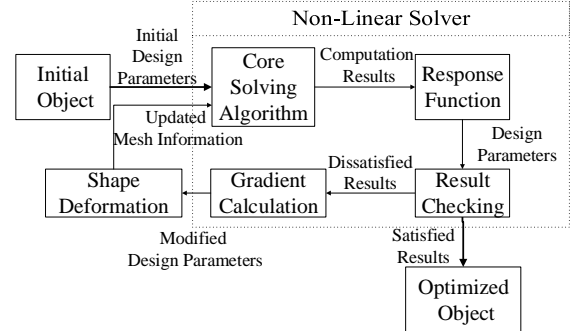 Non-Linear Solver
Initial
Design
Parameters
Initial
Object
Core
Solving
Algorithm
Computation
Results
Response
Function
Updated
Mesh Information
Design
Parameters
Dissatisfied
Results
Shape
Deformation
Gradient
Calculation
Result
Checking
Modified
Design Parameters
Satisfied
Results
Optimized
Object